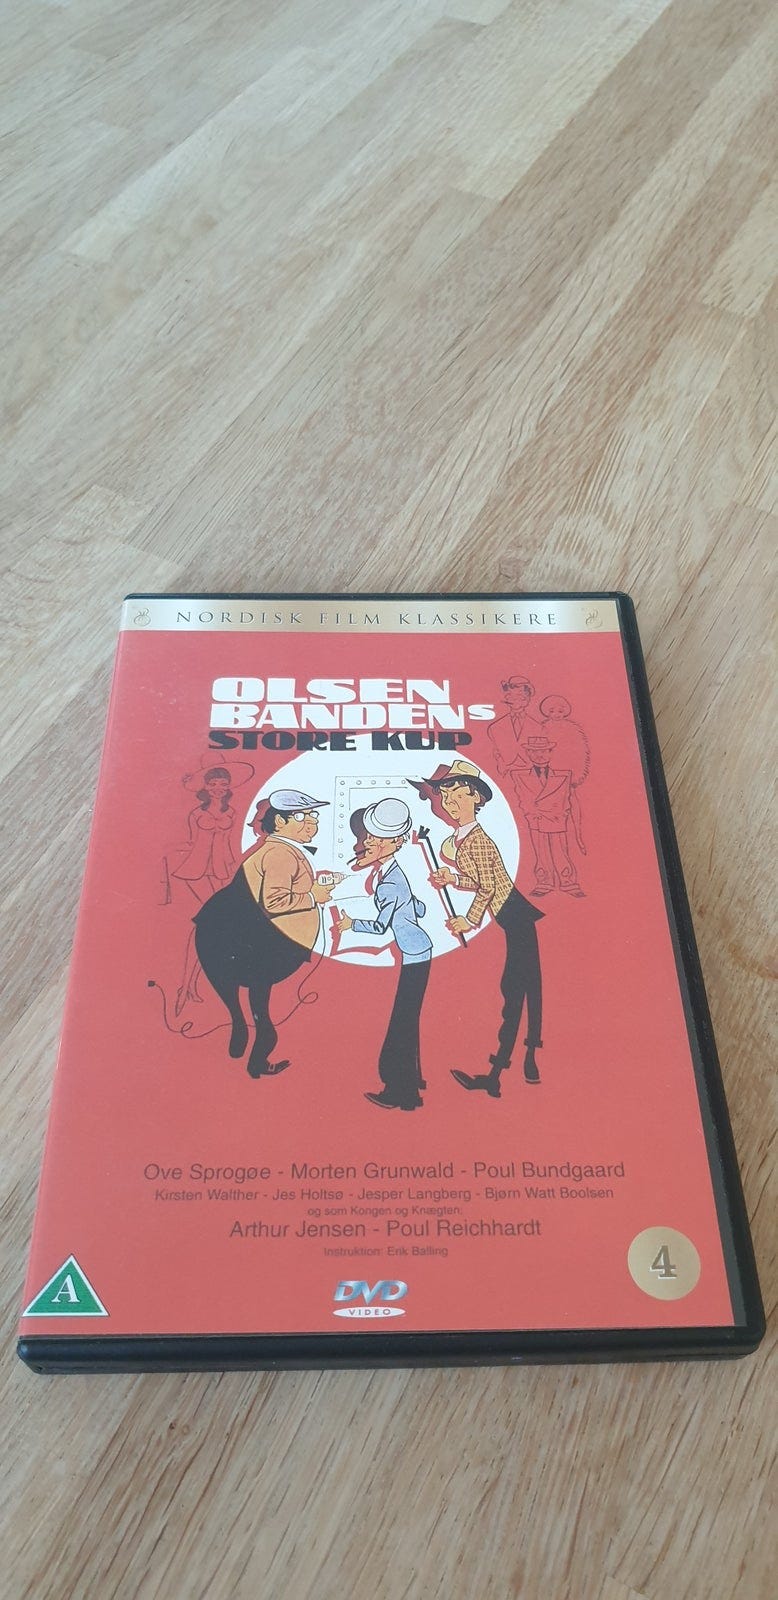 NORDISK FILM KLASSIKERE
OLSEN
BANDENS
STORE KUP
Ove Sprogøe - Morten Grunwald - Poul Bundgaard
Kirsten Walther - Jes Holtsø - Jesper Langberg - Bjørn Watt Boolsen
og som Kongen og Knægten:
Arthur Jensen - Poul Reichhardt
Instruktion: Erik Balling
4
A
DVD
VIDEO